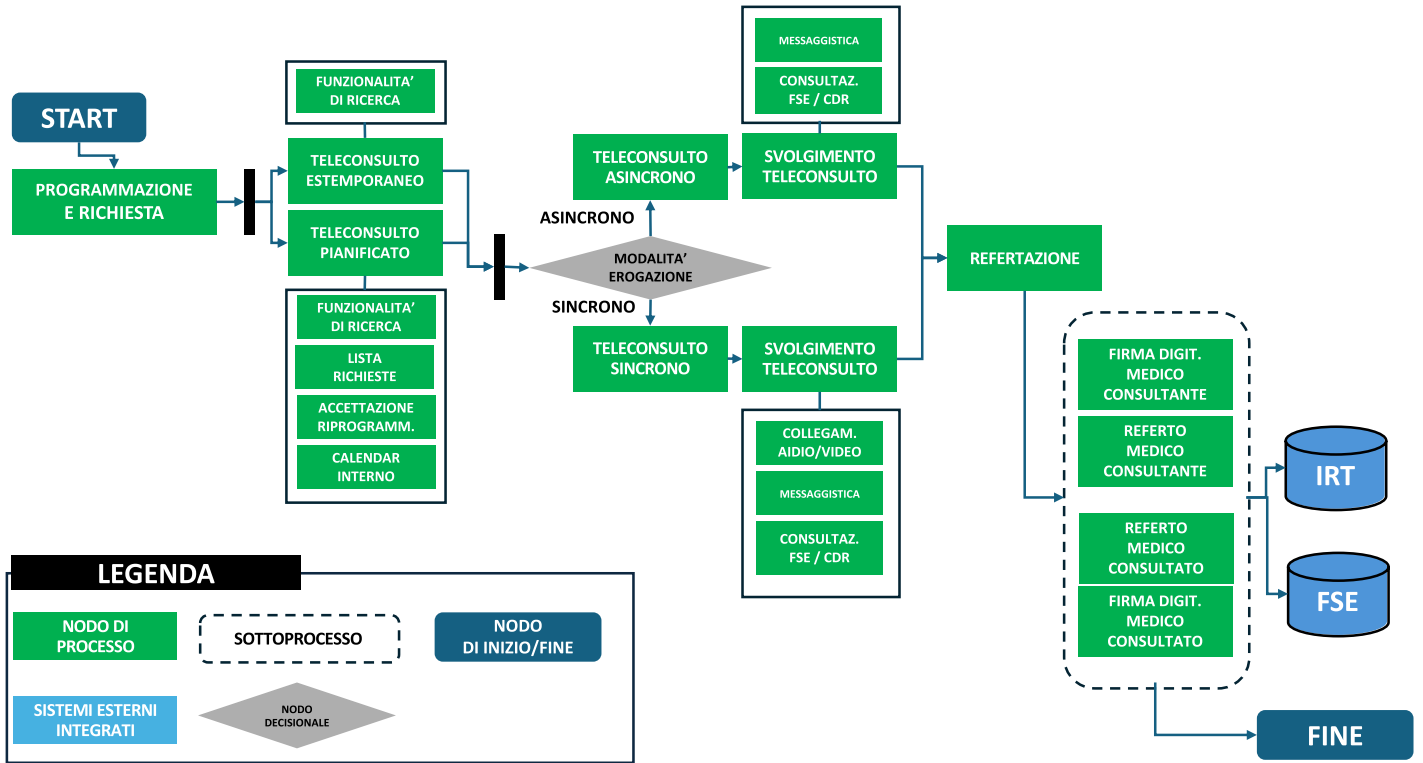 START
PROGRAMMAZIONE
E RICHIESTA
FUNZIONALITA’
DI RICERCA
TELECONSULTO
ESTEMPORANEO
TELECONSULTO
PIANIFICATO
FUNZIONALITA’
DI RICERCA
LISTA
RICHIESTE
ACCETTAZIONE
RIPROGRAMM.
CALENDAR
INTERNO
MODALITA’
EROGAZIONE
ASINCRONO
SINCRONO
TELECONSULTO
ASINCRONO
TELECONSULTO
SINCRONO
MESSAGGISTICA
CONSULTAZ.
FSE / CDR
SVOLGIMENTO
TELECONSULTO
SVOLGIMENTO
TELECONSULTO
COLLEGAM.
AIDIO/VIDEO
MESSAGGISTICA
CONSULTAZ.
FSE / CDR
REFERTAZIONE
FIRMA DIGIT.
MEDICO
CONSULTANTE
REFERTO
MEDICO
CONSULTANTE
REFERTO
MEDICO
CONSULTATO
FIRMA DIGIT.
MEDICO
CONSULTATO
IRT
FSE
FINE
LEGENDA
NODO DI
PROCESSO
SOTTOPROCESSO
NODO
DI INIZIO/FINE
SISTEMI ESTERNI
INTEGRATI
NODO
DECISIONALE